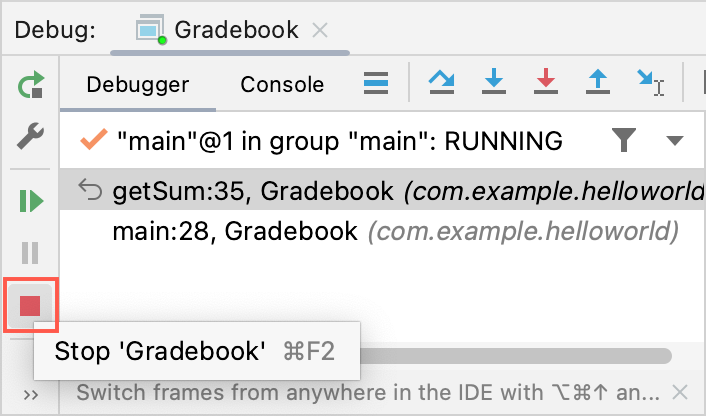 Debug: Gradebook
Debugger Console
"main"@1 in group "main": RUNNING
getSum:35, Gradebook (com.example.helloworld
main:28, Gradebook (com.example.helloworld)
Stop 'Gradebook' ⌘F2
Switch frames from anywhere in the IDE with ⌥⌘↑ an...